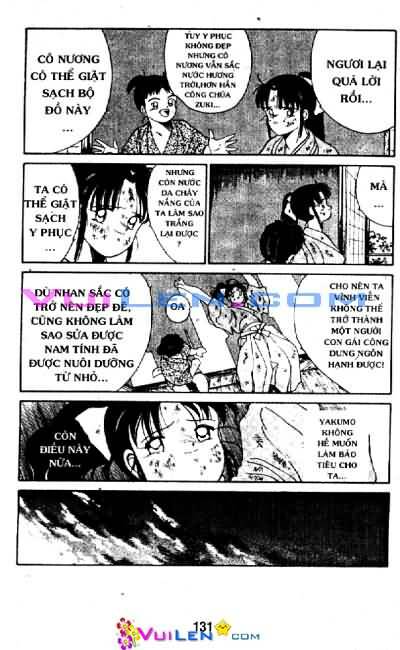 CÔ NƯƠNG
CÓ THỂ GIẶT
SẠCH BỘ
ĐỒ NÀY
...
TUY Y PHỤC
KHÔNG ĐẸP
NHƯNG CÔ
NƯƠNG VẪN SẮC
NƯỚC HƯƠNG
TRỜI, HƠN HẲN
CÔNG CHÚA
ZUKI...
NGƯƠI LẠI
QUÁ LỜI
RỒI...
TA CÓ
THỂ GIẶT
SẠCH
Y PHỤC
...
NHƯNG
CÒN NƯỚC
DA CHÁY
NẮNG CỦA
TA LÀM SAO
TRẮNG LẠI
ĐƯỢC
?
MÀ
...
DÙ NHAN SẮC CÓ
TRỞ NÊN ĐẸP ĐẼ,
CŨNG KHÔNG LÀM
SAO SỬA ĐƯỢC
NAM TÍNH ĐÃ
ĐƯỢC NUÔI DƯỠNG
TỪ NHỎ...
OA
CHO NÊN TA
VĨNH VIỄN
KHÔNG THỂ
TRỞ THÀNH
MỘT NGƯỜI
CON GÁI CÔNG
DUNG NGÔN
HẠNH ĐƯỢC!
VUILEN.COM
CÒN
ĐIỀU NÀY
NỮA...
YAKUMO
KHÔNG
HỀ MUỐN
LÀM BẢO
TIÊU CHO
TA...
131
VUILEN.COM